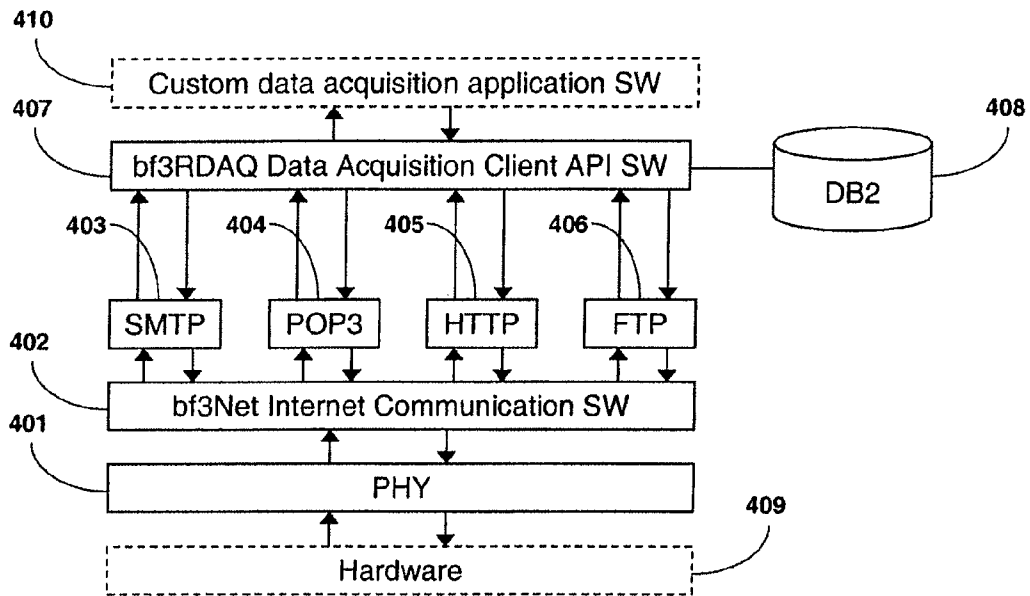 410
Custom data acquisition application SW
407
408
bf3RDAQ Data Acquisition Client API SW
DB2
403
404
405
406
SMTP
POP3
HTTP
FTP
402
bf3Net Internet Communication SW
401
PHY
409
Hardware